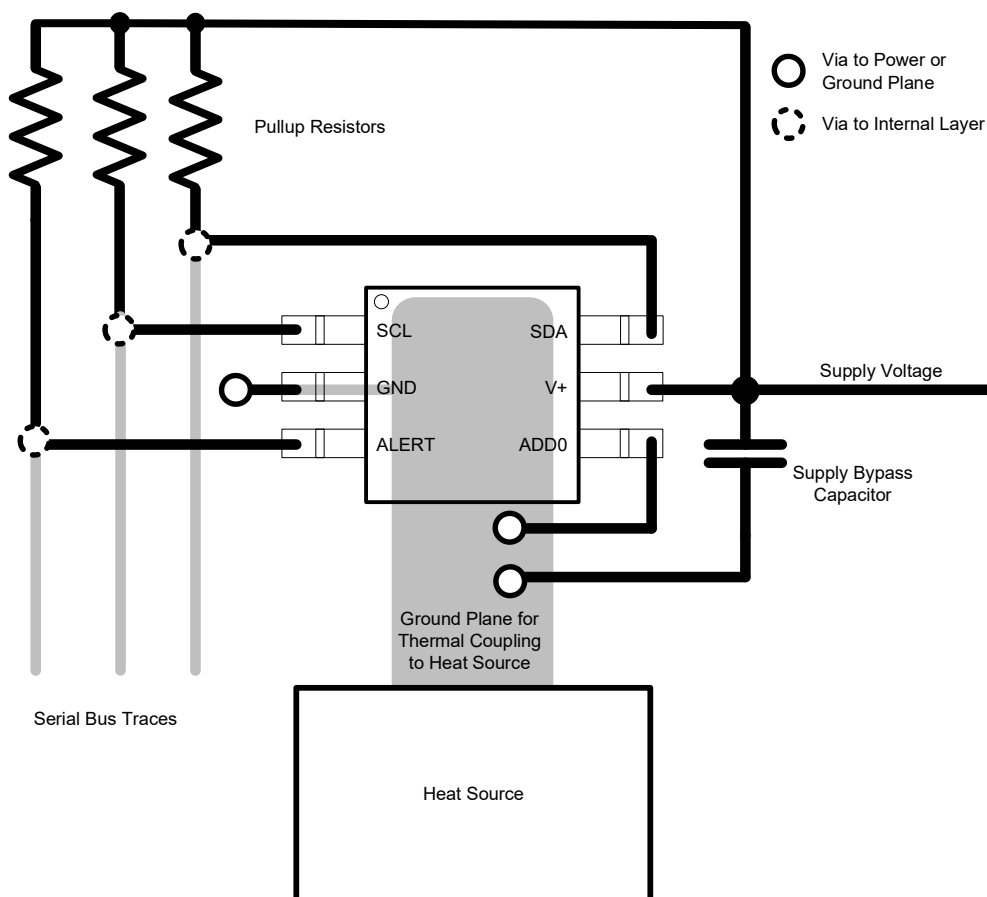 Via to Power or
Ground Plane
Via to Internal Layer
Pullup Resistors
SCL
SDA
GND
V+
ALERT
ADD0
Supply Voltage
Supply Bypass
Capacitor
Ground Plane for
Thermal Coupling
to Heat Source
Serial Bus Traces
Heat Source